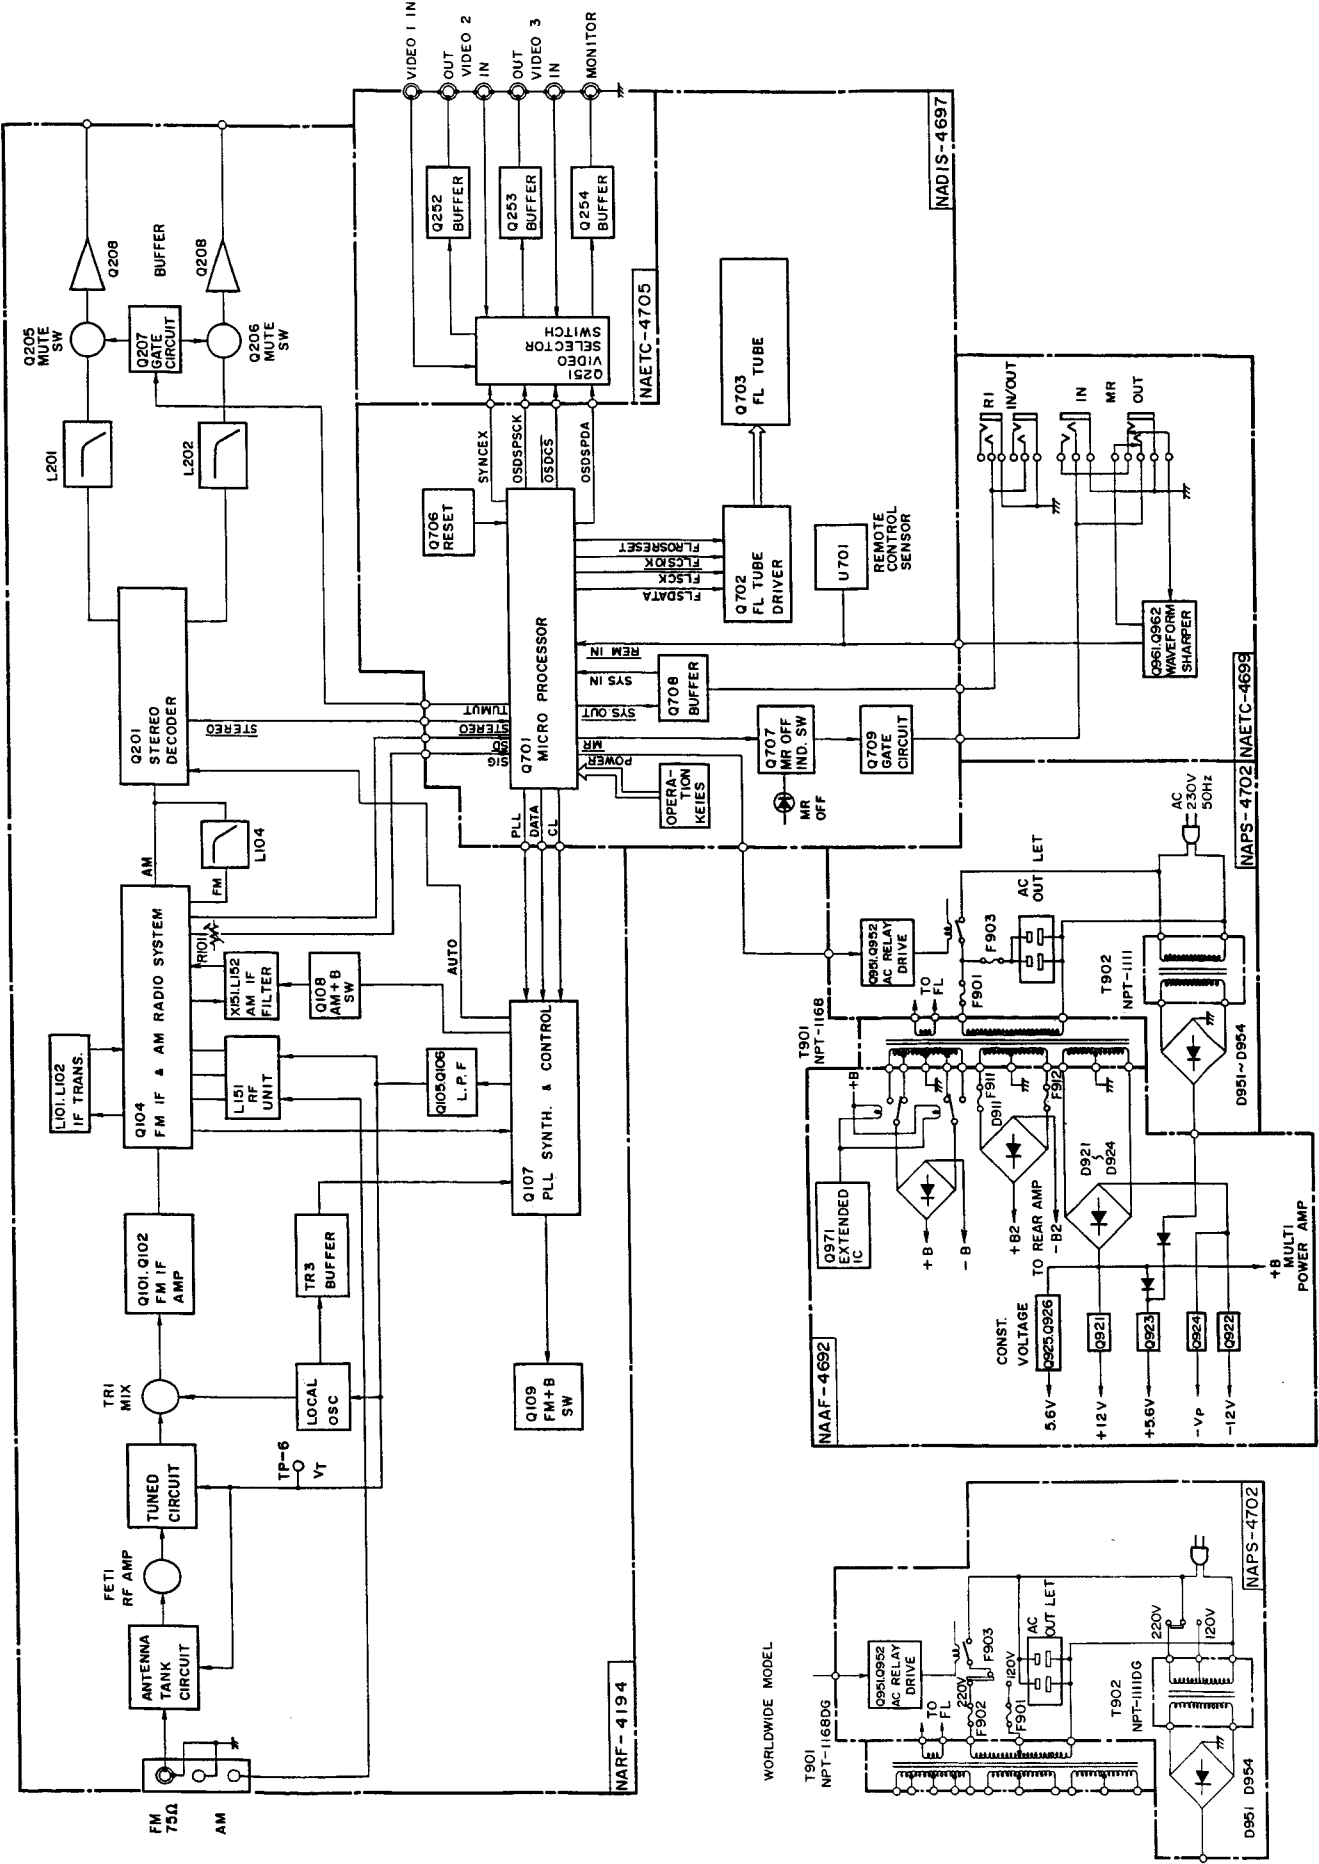 FM
75Ω
AM
ANTENNA
TANK
CIRCUIT
FET1
RF AMP
TUNED
CIRCUIT
TR1
MIX
TP-6
VT
LOCAL
OSC
TR3
BUFFER
Q101.Q102
FM IF
AMP
L101.L102
IF TRANS.
Q104
FM IF & AM RADIO SYSTEM
L151
RF
UNIT
X151.L152
AM IF
FILTER
R101
Q108
AM+B
SW
Q105.Q106
L.P.F
Q107
PLL SYNTH. & CONTROL
Q109
FM+B
SW
NARF-4194
AM
FM
L104
AUTO
Q201
STEREO
DECODER
STEREO
L201
L202
Q205
MUTE
SW
Q207
GATE
CIRCUIT
Q206
MUTE
SW
Q208
BUFFER
Q208
PLL
DATA
CL
SIG
SD
STEREO
TUMUT
Q701
MICRO PROCESSOR
Q706
RESET
SYNCEX
OSDSPSCK
OSDCS
OSDSPDA
Q251
VIDEO
SELECTOR
SWITCH
Q252
BUFFER
Q253
BUFFER
Q254
BUFFER
VIDEO 1 IN
OUT
VIDEO 2
IN
OUT
VIDEO 3
IN
MONITOR
NAETC-4705
FLROSRESET
FLCSIOK
FLSCK
FLSDATA
Q702
FL TUBE
DRIVER
Q703
FL TUBE
NADIS-4697
U701
REMOTE
CONTROL
SENSOR
REM IN
SYS IN
SYS.OUT
MR
POWER
Q708
BUFFER
OPERA-
TION
KEIES
Q707
MR OFF
IND. SW
MR
OFF
Q709
GATE
CIRCUIT
R1
IN/OUT
IN
MR
OUT
Q961.Q962
WAVEFORM
SHARPER
NAETC-4699
NAPS-4702
Q951.Q952
AC RELAY
DRIVE
F903
AC
OUT LET
AC
230V
50Hz
TO
FL
F901
T901
NPT-1168
T902
NPT-1111
D951~D954
+B
Q971
EXTENDED
IC
+B
-B
F911
D911
F912
+B2
TO REAR AMP
-B2
D921
D924
CONST.
VOLTAGE
Q925.Q926
Q921
Q923
Q924
Q922
5.6V
+12V
+5.6V
-VP
-12V
+B
MULTI
POWER AMP
NAAF-4692
WORLDWIDE MODEL
T901
NPT-1168DG
Q951.Q952
AC RELAY
DRIVE
TO
FL
220V
F902
F903
F901
120V
AC
OUT LET
220V
120V
T902
NPT-1111DG
D951 D954
NAPS-4702